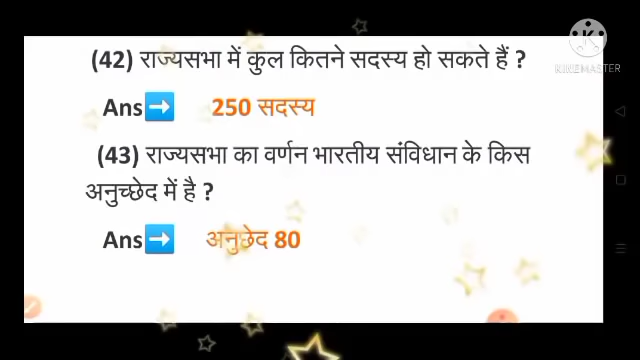 (42) राज्यसभा में कुल कितने सदस्य हो सकते हैं ?
Ans➡ 250 सदस्य
(43) राज्यसभा का वर्णन भारतीय संविधान के किस
अनुच्छेद में है ?
Ans➡ अनुछेद 80
K
KINEMASTER